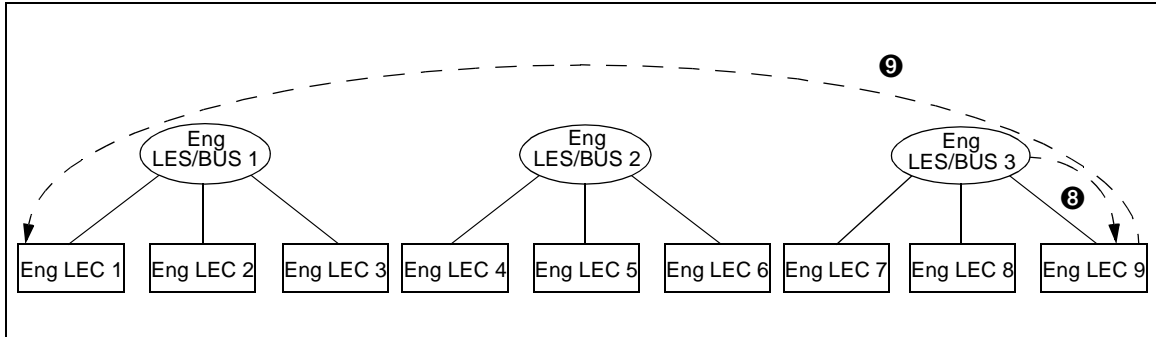 ❾
Eng
LES/BUS 1
Eng
LES/BUS 2
Eng
LES/BUS 3
❽
Eng LEC 1
Eng LEC 2
Eng LEC 3
Eng LEC 4
Eng LEC 5
Eng LEC 6
Eng LEC 7
Eng LEC 8
Eng LEC 9